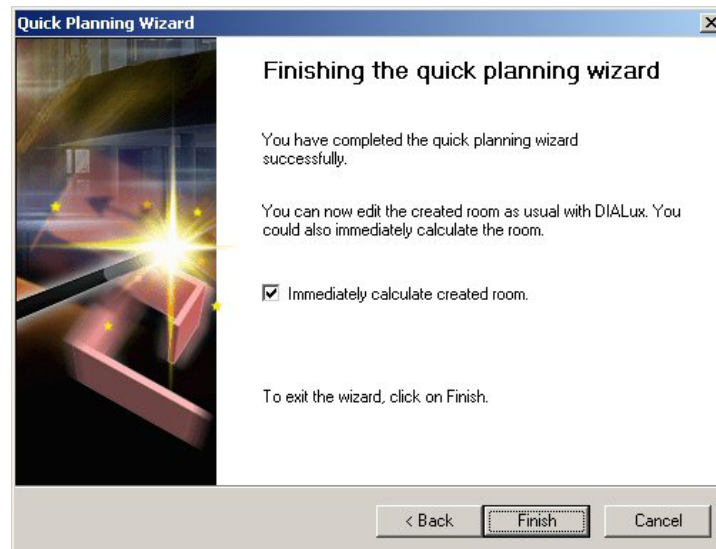 Quick Planning Wizard
Finishing the quick planning wizard
You have completed the quick planning wizard
successfully.
You can now edit the created room as usual with DIALux. You
could also immediately calculate the room.
Immediately calculate created room.
To exit the wizard, click on Finish.
< Back
Finish
Cancel